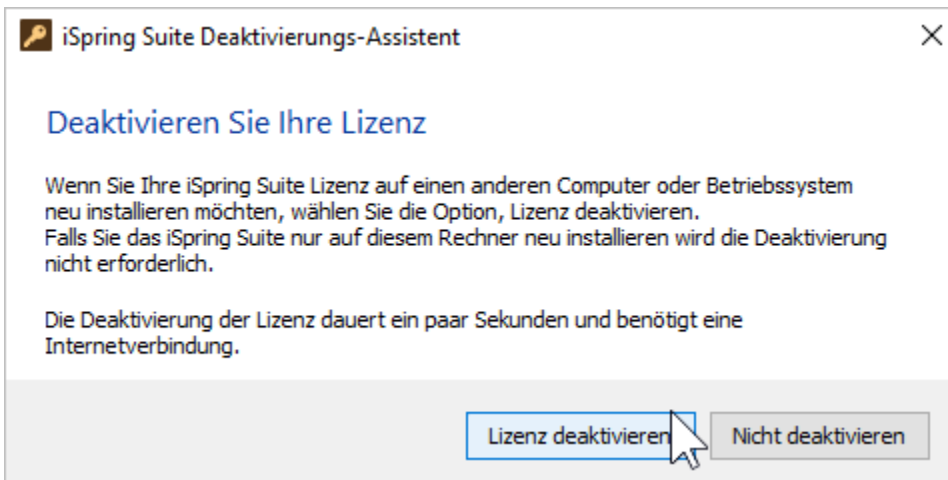 iSpring Suite Deaktivierungs-Assistent
Deaktivieren Sie Ihre Lizenz
Wenn Sie Ihre iSpring Suite Lizenz auf einen anderen Computer oder Betriebssystem
neu installieren möchten, wählen Sie die Option, Lizenz deaktivieren.
Falls Sie das iSpring Suite nur auf diesem Rechner neu installieren wird die Deaktivierung
nicht erforderlich.
Die Deaktivierung der Lizenz dauert ein paar Sekunden und benötigt eine
Internetverbindung.
Lizenz deaktivieren
Nicht deaktivieren